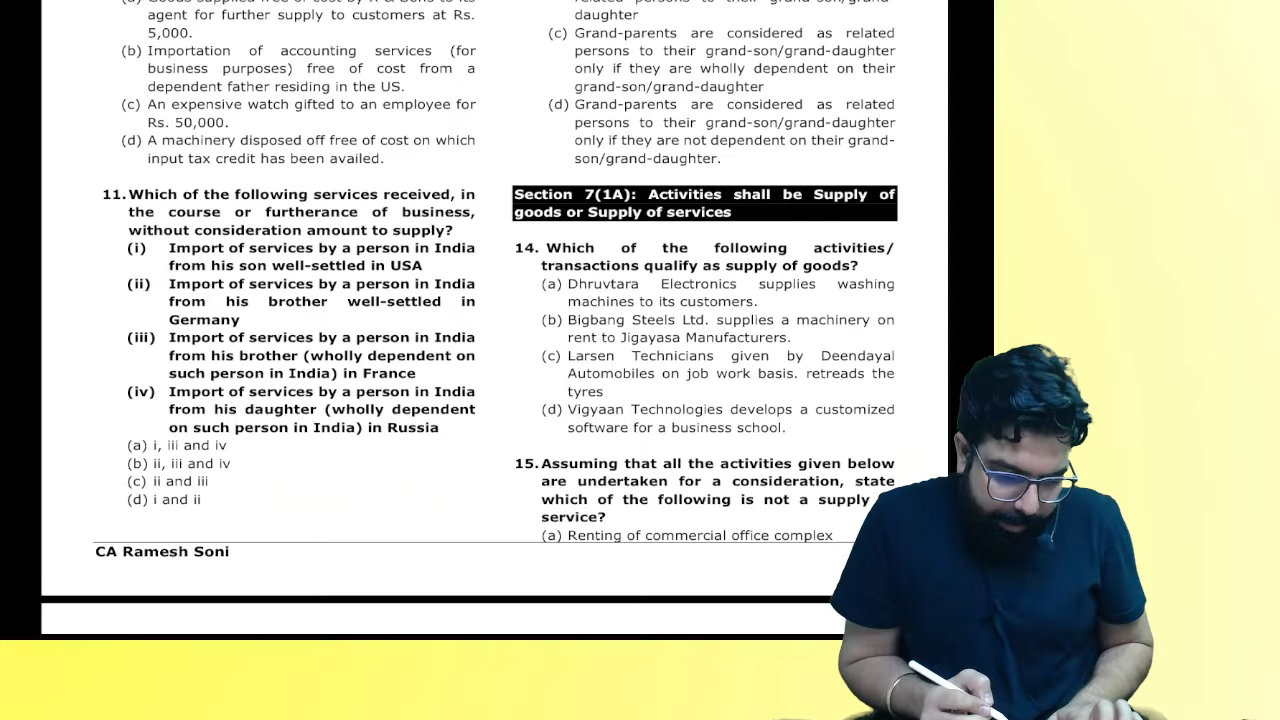 agent for further supply to customers at Rs.
5,000.
(b) Importation of accounting services (for
business purposes) free of cost from a
dependent father residing in the US.
(c) An expensive watch gifted to an employee for
Rs. 50,000.
(d) A machinery disposed off free of cost on which
input tax credit has been availed.
11. Which of the following services received, in
the course or furtherance of business,
without consideration amount to supply?
(i) Import of services by a person in India
from his son well-settled in USA
(ii) Import of services by a person in India
from his brother well-settled in
Germany
(iii) Import of services by a person in India
from his brother (wholly dependent on
such person in India) in France
(iv) Import of services by a person in India
from his daughter (wholly dependent
on such person in India) in Russia
(a) i, iii and iv
(b) ii, iii and iv
(c) ii and iii
(d) i and ii
CA Ramesh Soni
daughter
(c) Grand-parents are considered as related
persons to their grand-son/grand-daughter
only if they are wholly dependent on their
grand-son/grand-daughter
(d) Grand-parents are considered as related
persons to their grand-son/grand-daughter
only if they are not dependent on their grand-
son/grand-daughter.
Section 7(1A): Activities shall be Supply of
goods or Supply of services
14. Which of the following activities/
transactions qualify as supply of goods?
(a) Dhruvtara Electronics supplies washing
machines to its customers.
(b) Bigbang Steels Ltd. supplies a machinery on
rent to Jigayasa Manufacturers.
(c) Larsen Technicians given by Deendayal
Automobiles on job work basis. retreads the
tyres
(d) Vigyaan Technologies develops a customized
software for a business school.
15. Assuming that all the activities given below
are undertaken for a consideration, state
which of the following is not a supply
service?
(a) Renting of commercial office complex